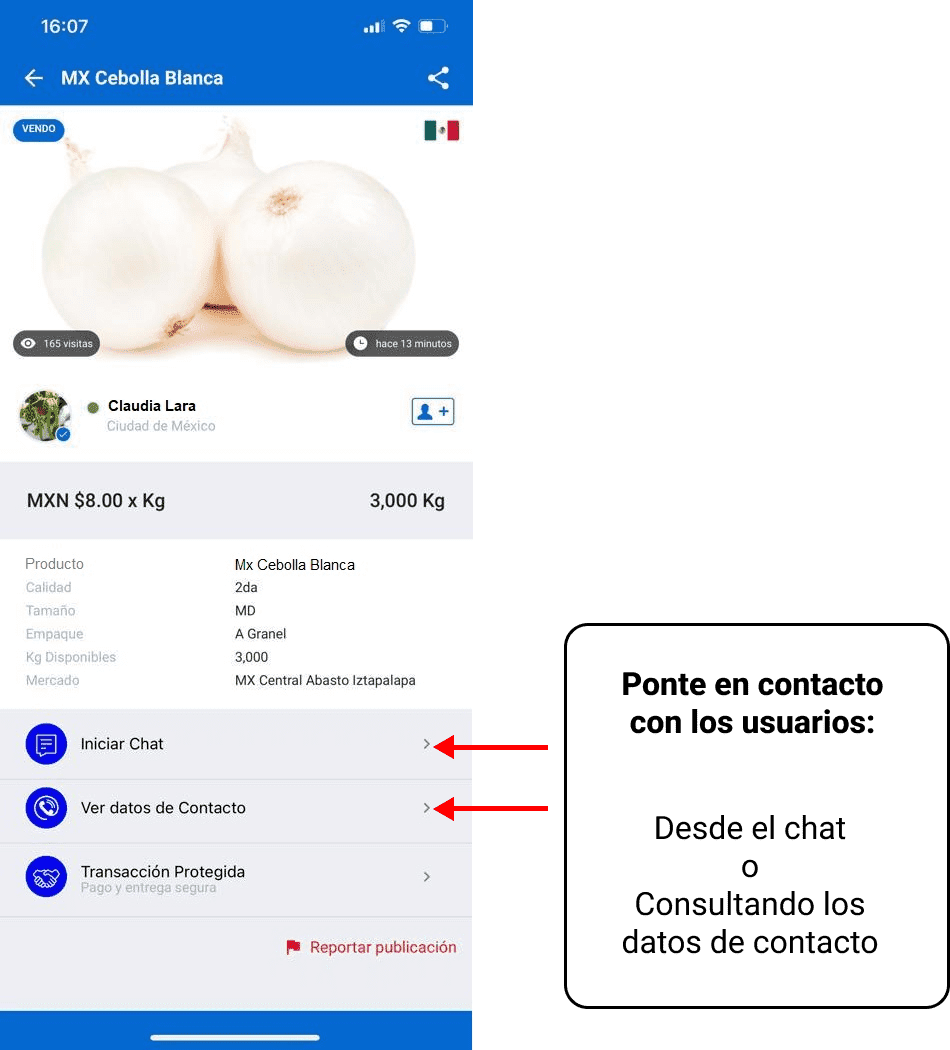 16:07
MX Cebolla Blanca
VENDO
165 visitas
hace 13 minutos
Claudia Lara
Ciudad de México
MXN $8.00 x Kg
3,000 Kg
Producto Mx Cebolla Blanca
Calidad 2da
Tamaño MD
Empaque A Granel
Kg Disponibles 3,000
Mercado MX Central Abasto Iztapalapa
Iniciar Chat
Ver datos de Contacto
Transacción Protegida
Pago y entrega segura
Reportar publicación
Ponte en contacto
con los usuarios:
Desde el chat
o
Consultando los
datos de contacto